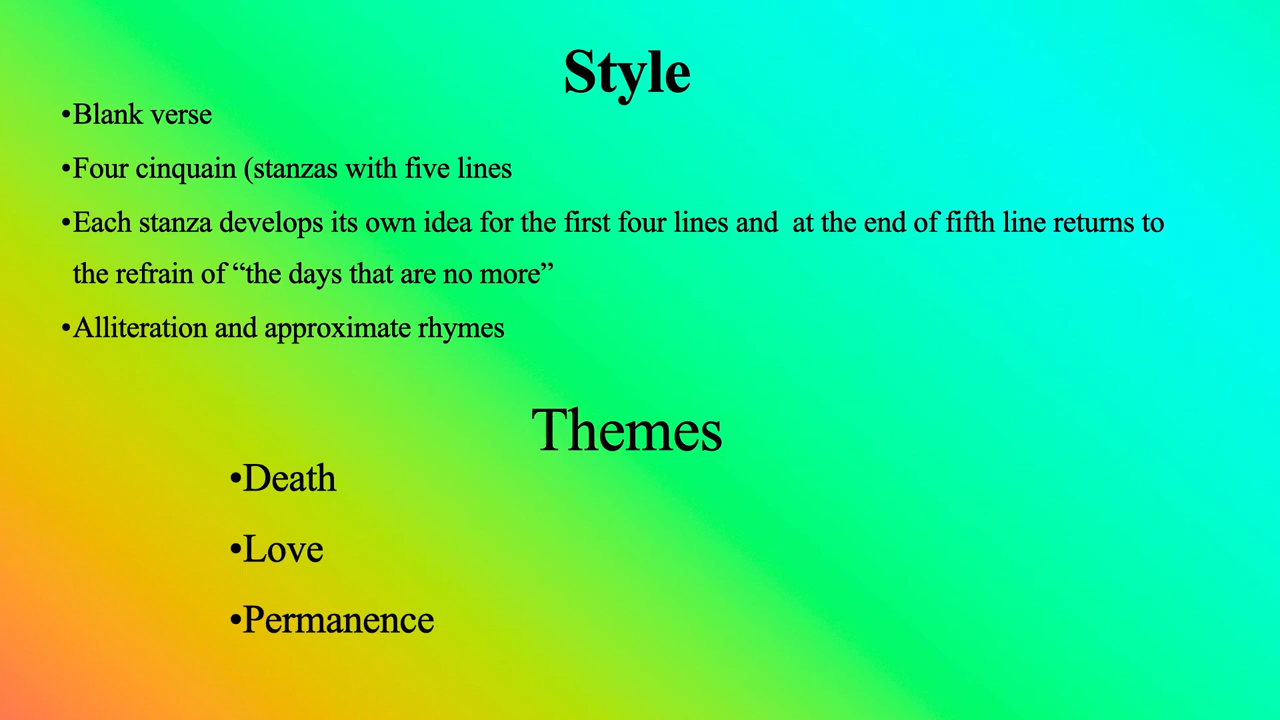 Style
•Blank verse
•Four cinquain (stanzas with five lines
•Each stanza develops its own idea for the first four lines and  at the end of fifth line returns to
the refrain of “the days that are no more”
•Alliteration and approximate rhymes
Themes
•Death
•Love
•Permanence